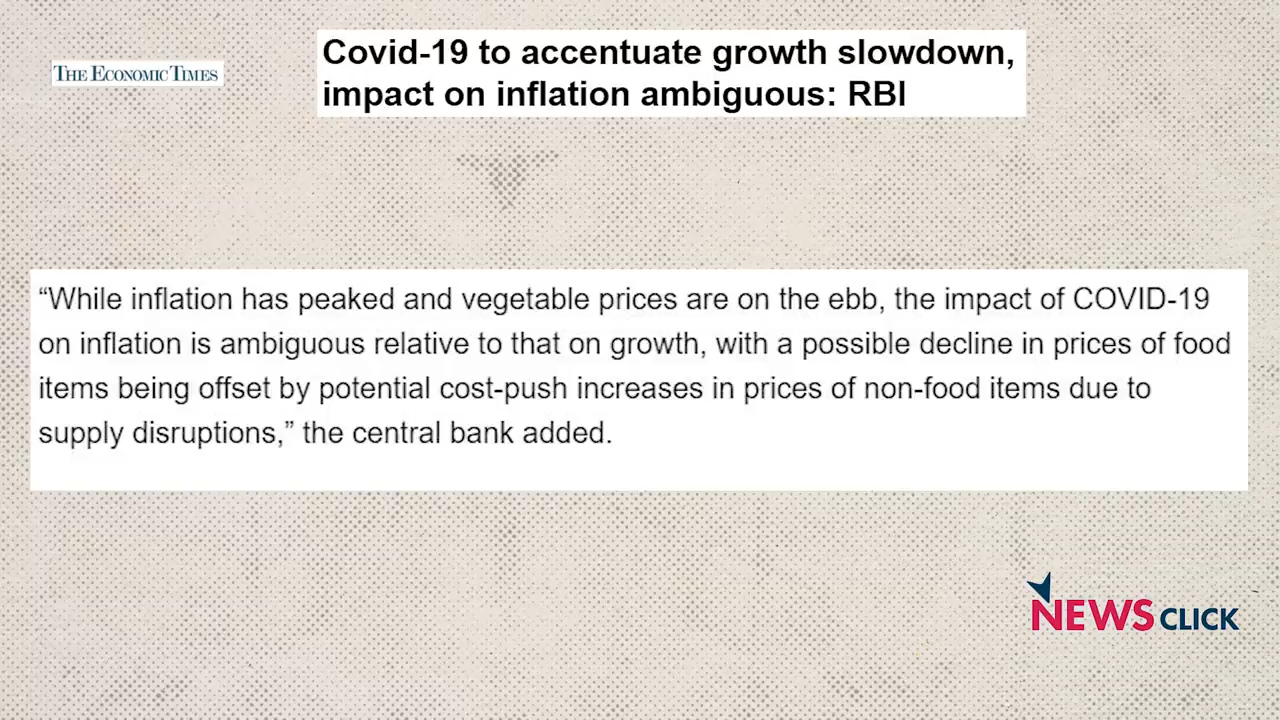 THE ECONOMIC TIMES
Covid-19 to accentuate growth slowdown,
impact on inflation ambiguous: RBI
“While inflation has peaked and vegetable prices are on the ebb, the impact of COVID-19
on inflation is ambiguous relative to that on growth, with a possible decline in prices of food
items being offset by potential cost-push increases in prices of non-food items due to
supply disruptions,” the central bank added.
NEWSCLICK